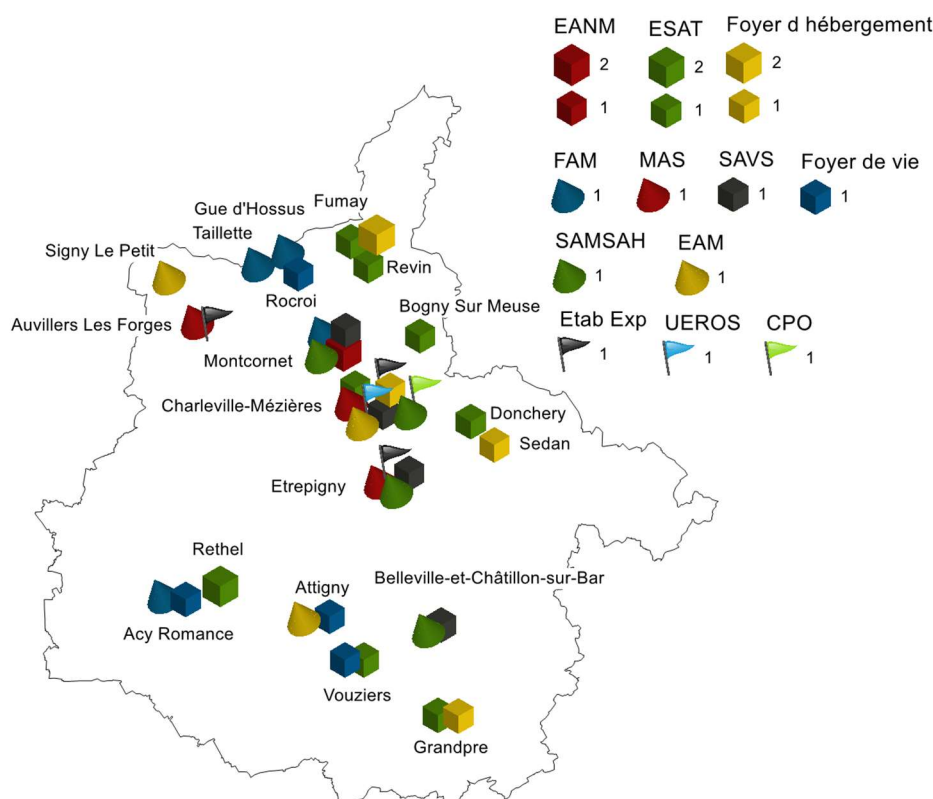 EANM ESAT Foyer d hébergement
2 2 2
1 1 1
FAM MAS SAVS Foyer de vie
1 1 1 1
SAMSAH EAM
1 1
Etab Exp UEROS CPO
1 1 1
Fumay
Gue d'Hossus
Taillette
Signy Le Petit
Revin
Rocroi
Bogny Sur Meuse
Auvillers Les Forges
Montcornet
Charleville-Mézières
Donchery
Sedan
Etrepigny
Rethel
Belleville-et-Châtillon-sur-Bar
Attigny
Acy Romance
Vouziers
Grandpre